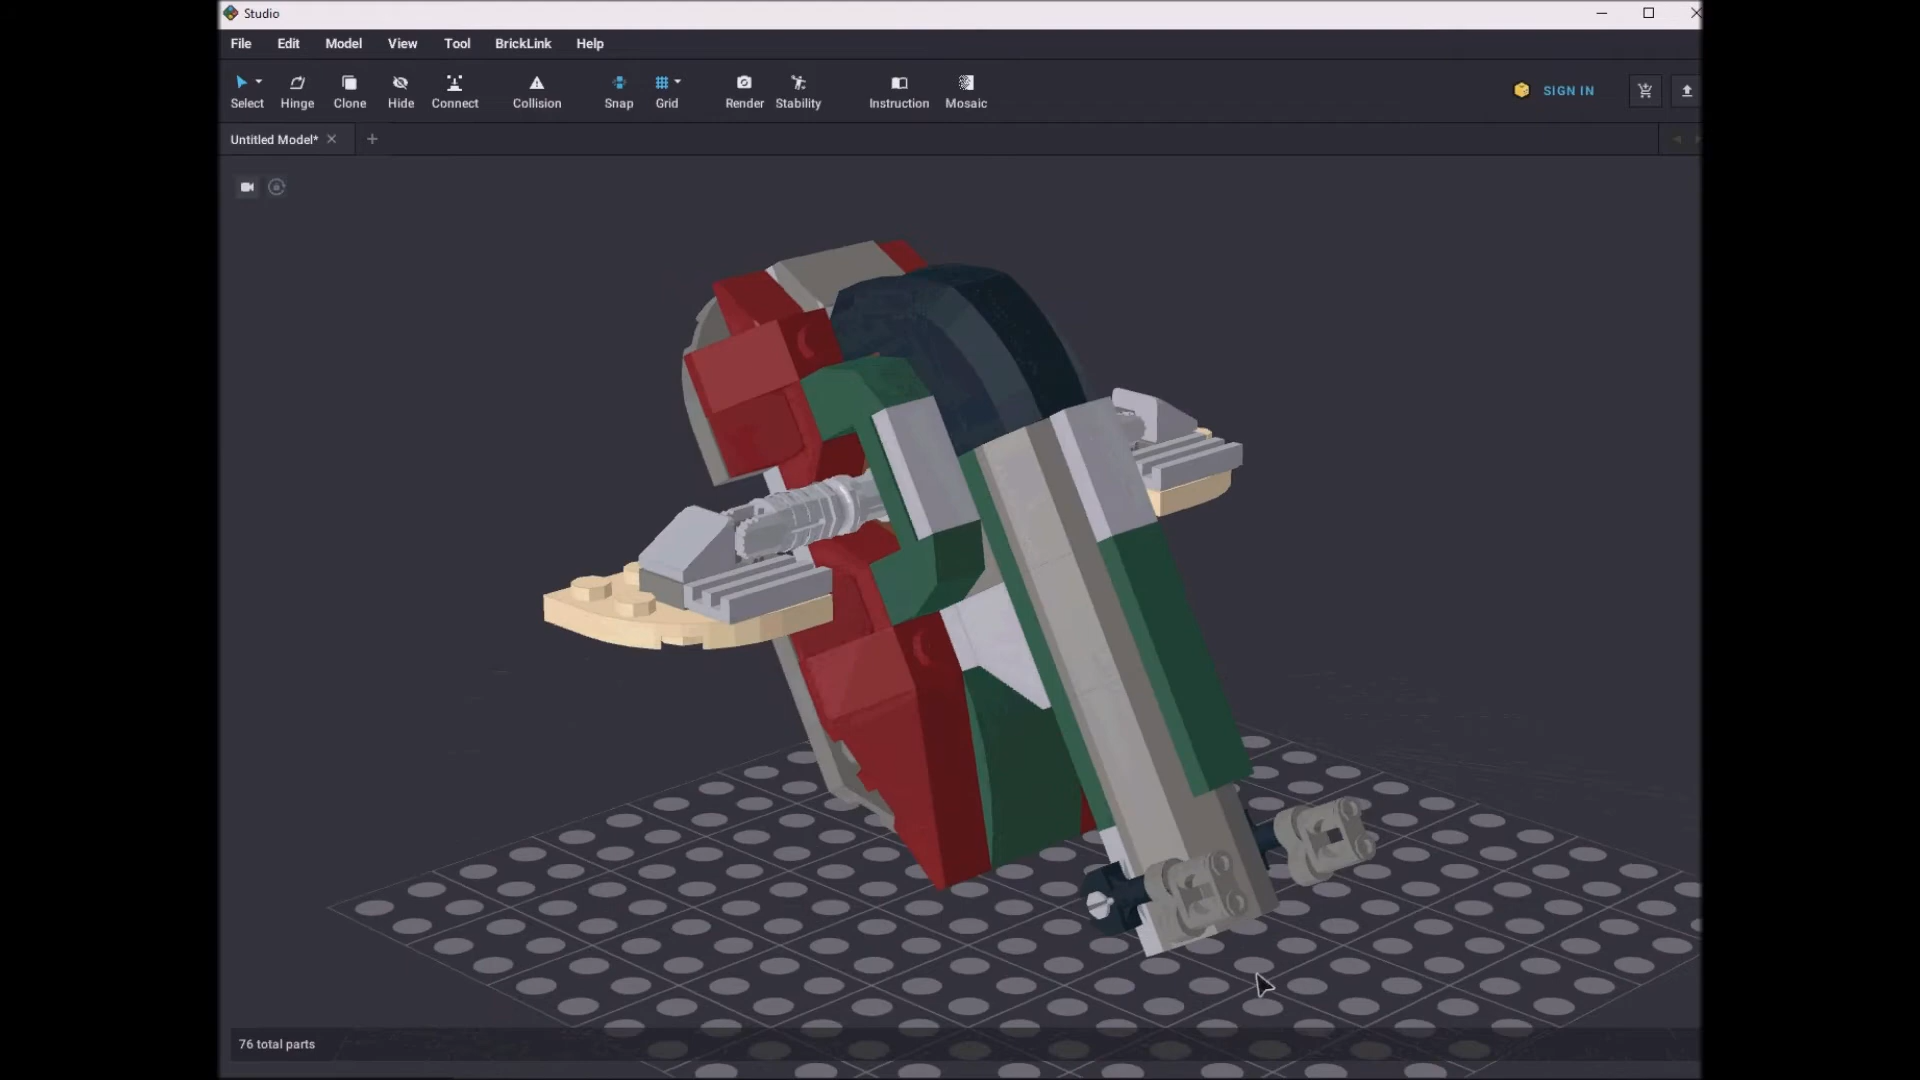 Studio
File Edit Model View Tool BrickLink Help
Select Hinge Clone Hide Connect Collision Snap Grid Render Stability Instruction Mosaic SIGN IN
Untitled Model*
76 total parts